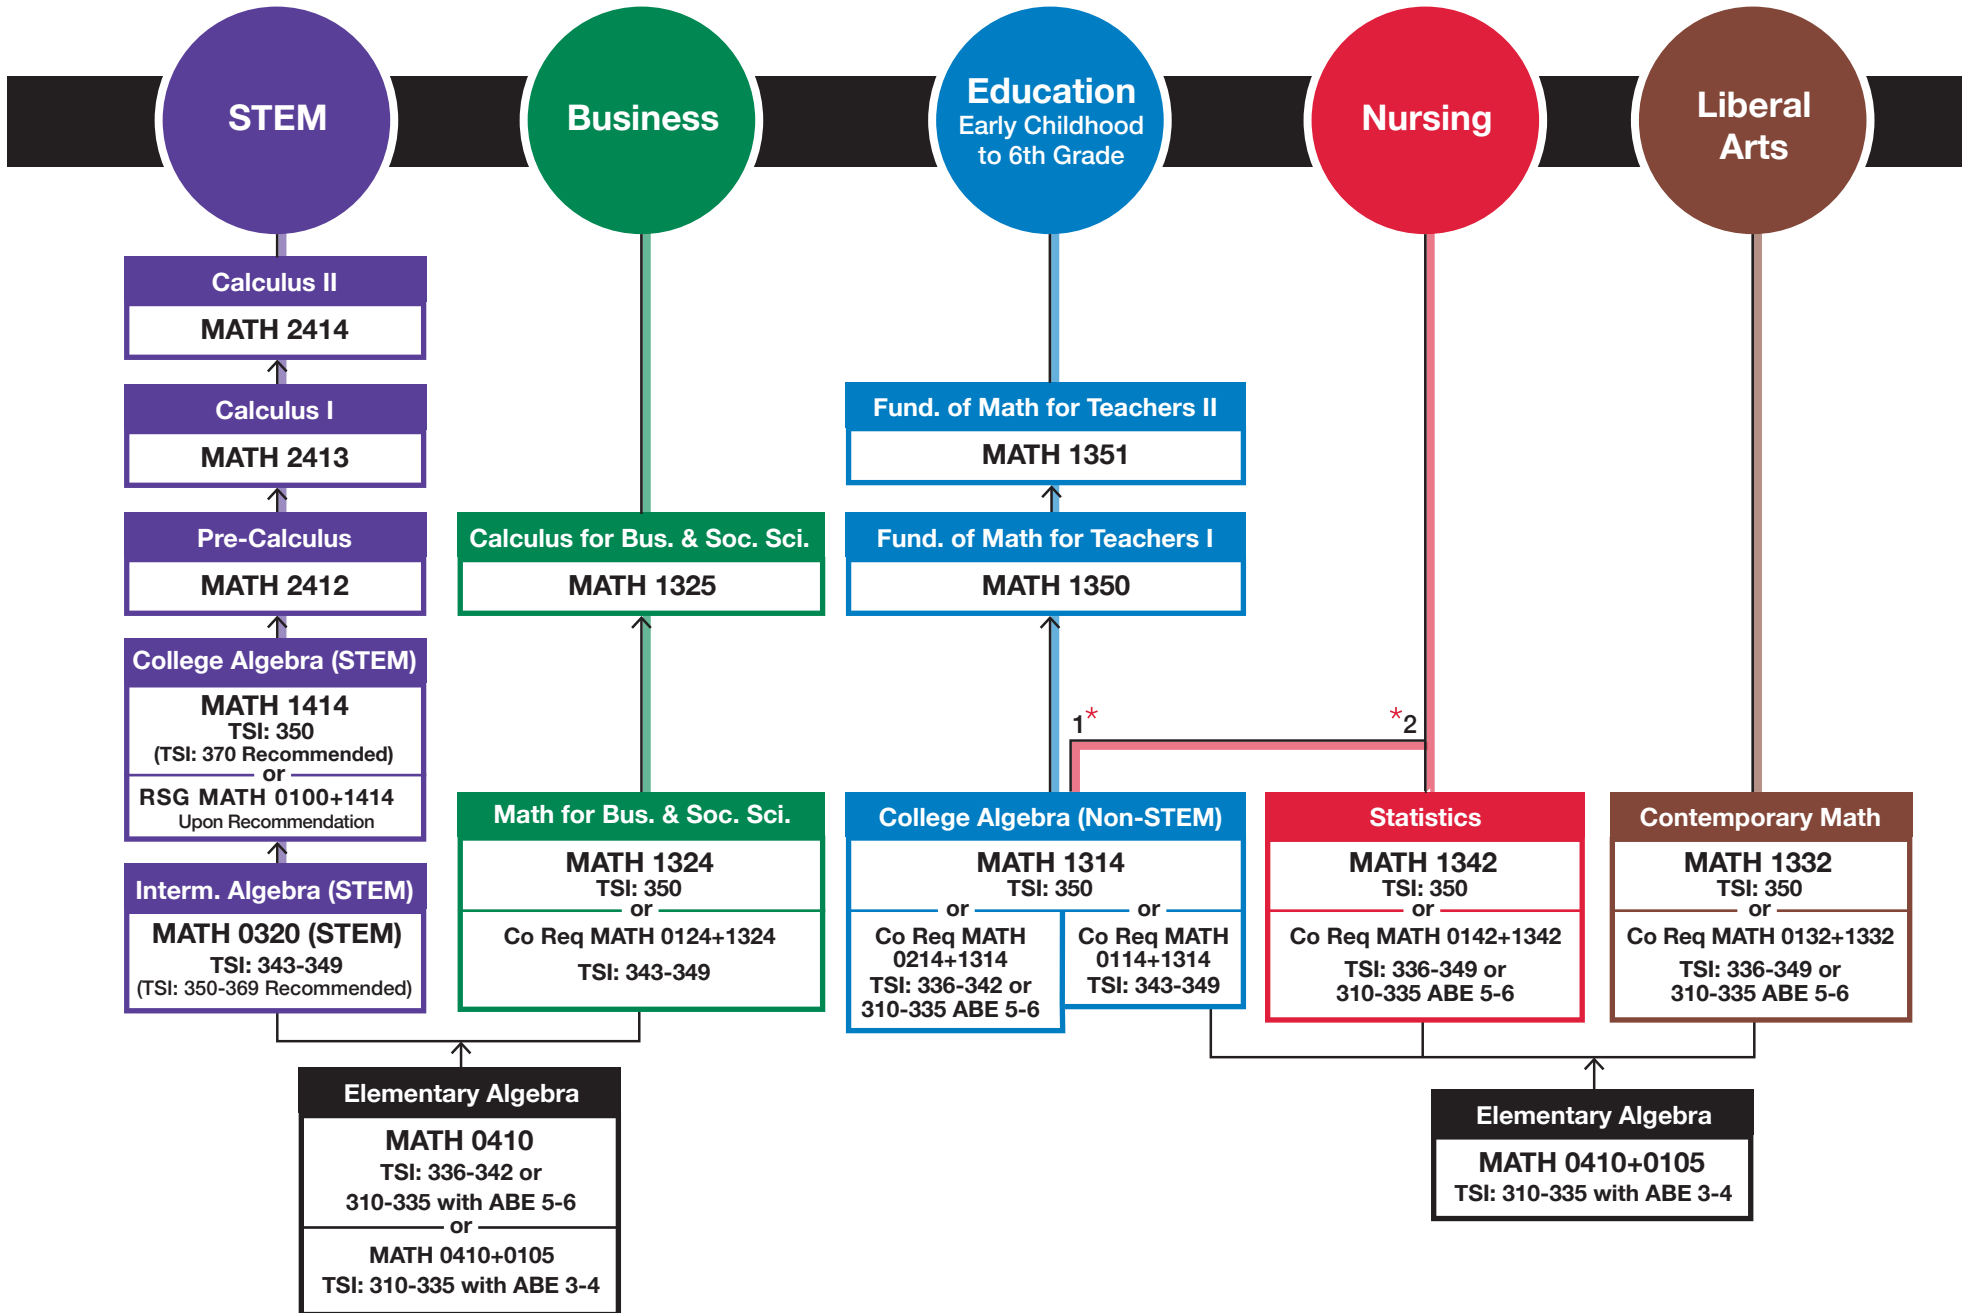 STEM
Business
Education
Early Childhood
to 6th Grade
Nursing
Liberal
Arts
Calculus II
MATH 2414
Calculus I
MATH 2413
Pre-Calculus
MATH 2412
College Algebra (STEM)
MATH 1414
TSI: 350
(TSI: 370 Recommended)
or
RSG MATH 0100+1414
Upon Recommendation
Interm. Algebra (STEM)
MATH 0320 (STEM)
TSI: 343-349
(TSI: 350-369 Recommended)
Calculus for Bus. & Soc. Sci.
MATH 1325
Math for Bus. & Soc. Sci.
MATH 1324
TSI: 350
or
Co Req MATH 0124+1324
TSI: 343-349
Elementary Algebra
MATH 0410
TSI: 336-342 or
310-335 with ABE 5-6
or
MATH 0410+0105
TSI: 310-335 with ABE 3-4
Fund. of Math for Teachers II
MATH 1351
Fund. of Math for Teachers I
MATH 1350
1*
*2
College Algebra (Non-STEM)
MATH 1314
TSI: 350
or
Co Req MATH
0214+1314
TSI: 336-342 or
310-335 ABE 5-6
or
Co Req MATH
0114+1314
TSI: 343-349
Statistics
MATH 1342
TSI: 350
or
Co Req MATH 0142+1342
TSI: 336-349 or
310-335 ABE 5-6
Contemporary Math
MATH 1332
TSI: 350
or
Co Req MATH 0132+1332
TSI: 336-349 or
310-335 ABE 5-6
Elementary Algebra
MATH 0410+0105
TSI: 310-335 with ABE 3-4